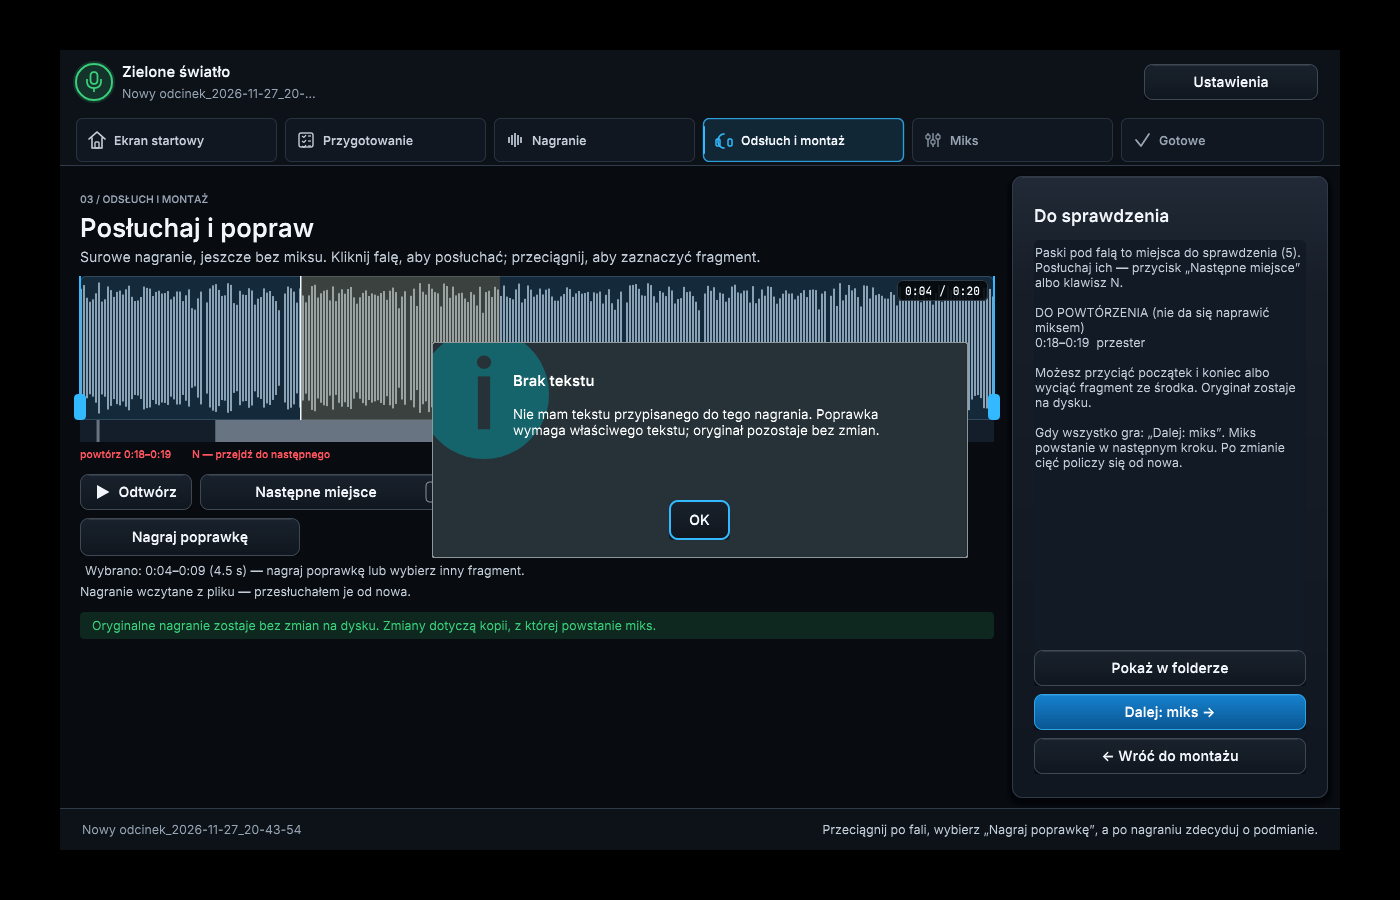 Zielone światło
Nowy odcinek_2026-11-27_20-...
Ustawienia
Ekran startowy
Przygotowanie
Nagranie
Odsłuch i montaż
Miks
Gotowe
03 / ODSŁUCH I MONTAŻ
Posłuchaj i popraw
Surowe nagranie, jeszcze bez miksu. Kliknij falę, aby posłuchać; przeciągnij, aby zaznaczyć fragment.
0:04 / 0:20
Brak tekstu
Nie mam tekstu przypisanego do tego nagrania. Poprawka
wymaga właściwego tekstu; oryginał pozostaje bez zmian.
OK
powtórz 0:18–0:19
N — przejdź do następnego
Odtwórz
Następne miejsce
Nagraj poprawkę
Wybrano: 0:04–0:09 (4.5 s) — nagraj poprawkę lub wybierz inny fragment.
Nagranie wczytane z pliku — przesłuchałem je od nowa.
Oryginalne nagranie zostaje bez zmian na dysku. Zmiany dotyczą kopii, z której powstanie miks.
Do sprawdzenia
Paski pod falą to miejsca do sprawdzenia (5).
Posłuchaj ich — przycisk „Następne miejsce”
albo klawisz N.
DO POWTÓRZENIA (nie da się naprawić
miksem)
0:18–0:19 przester
Możesz przyciąć początek i koniec albo
wyciąć fragment ze środka. Oryginał zostaje
na dysku.
Gdy wszystko gra: „Dalej: miks”. Miks
powstanie w następnym kroku. Po zmianie
cięć policzy się od nowa.
Pokaż w folderze
Dalej: miks →
← Wróć do montażu
Nowy odcinek_2026-11-27_20-43-54
Przeciągnij po fali, wybierz „Nagraj poprawkę”, a po nagraniu zdecyduj o podmianie.